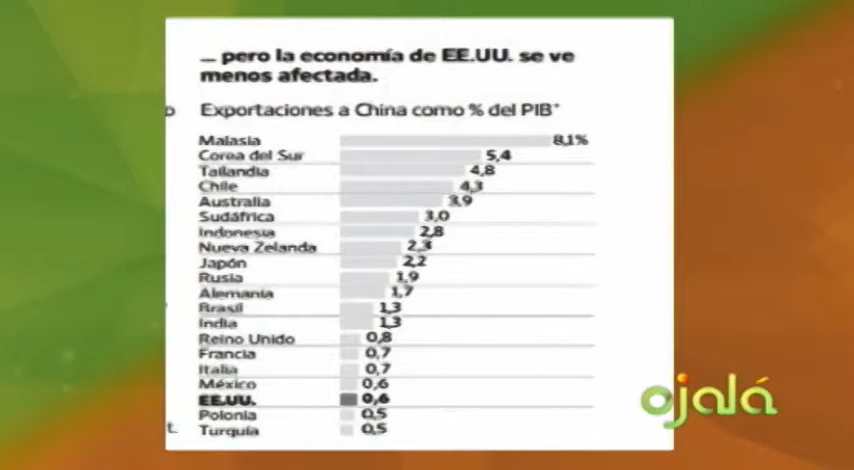 ... pero la economía de EE.UU. se ve
menos afectada.
Exportaciones a China como % del PIB*
Malasia 8,1%
Corea del Sur 5,4
Tailandia 4,8
Chile 4,3
Australia 3,9
Sudáfrica 3,0
Indonesia 2,8
Nueva Zelanda 2,3
Japón 2,2
Rusia 1,9
Alemania 1,7
Brasil 1,3
India 1,3
Reino Unido 0,8
Francia 0,7
Italia 0,7
México 0,6
EE.UU. 0,6
Polonia 0,5
Turquía 0,5
ojalá